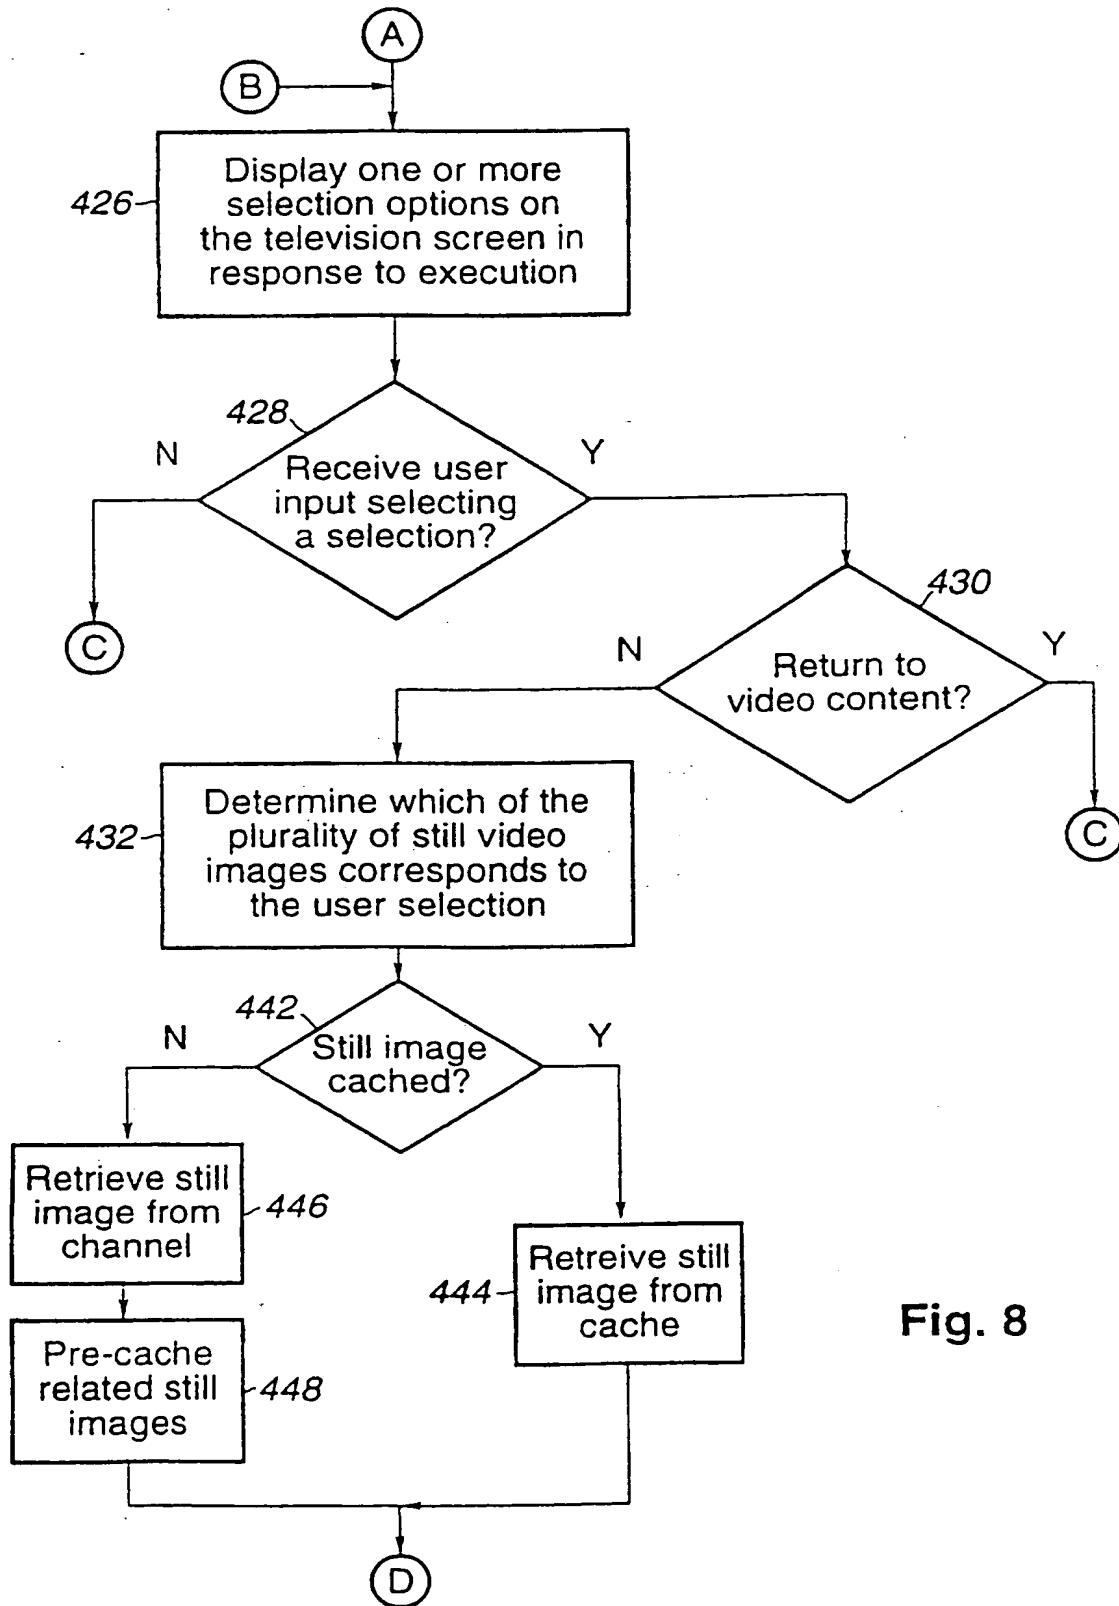 A
B
Display one or more
selection options on
the television screen in
response to execution
426
428
N
Y
Receive user
input selecting
a selection?
C
430
N
Y
Return to
video content?
C
Determine which of the
plurality of still video
images corresponds to
the user selection
432
442
N
Y
Still image
cached?
Retrieve still
image from
channel
446
Retreive still
image from
cache
444
Pre-cache
related still
images
448
Fig. 8
D